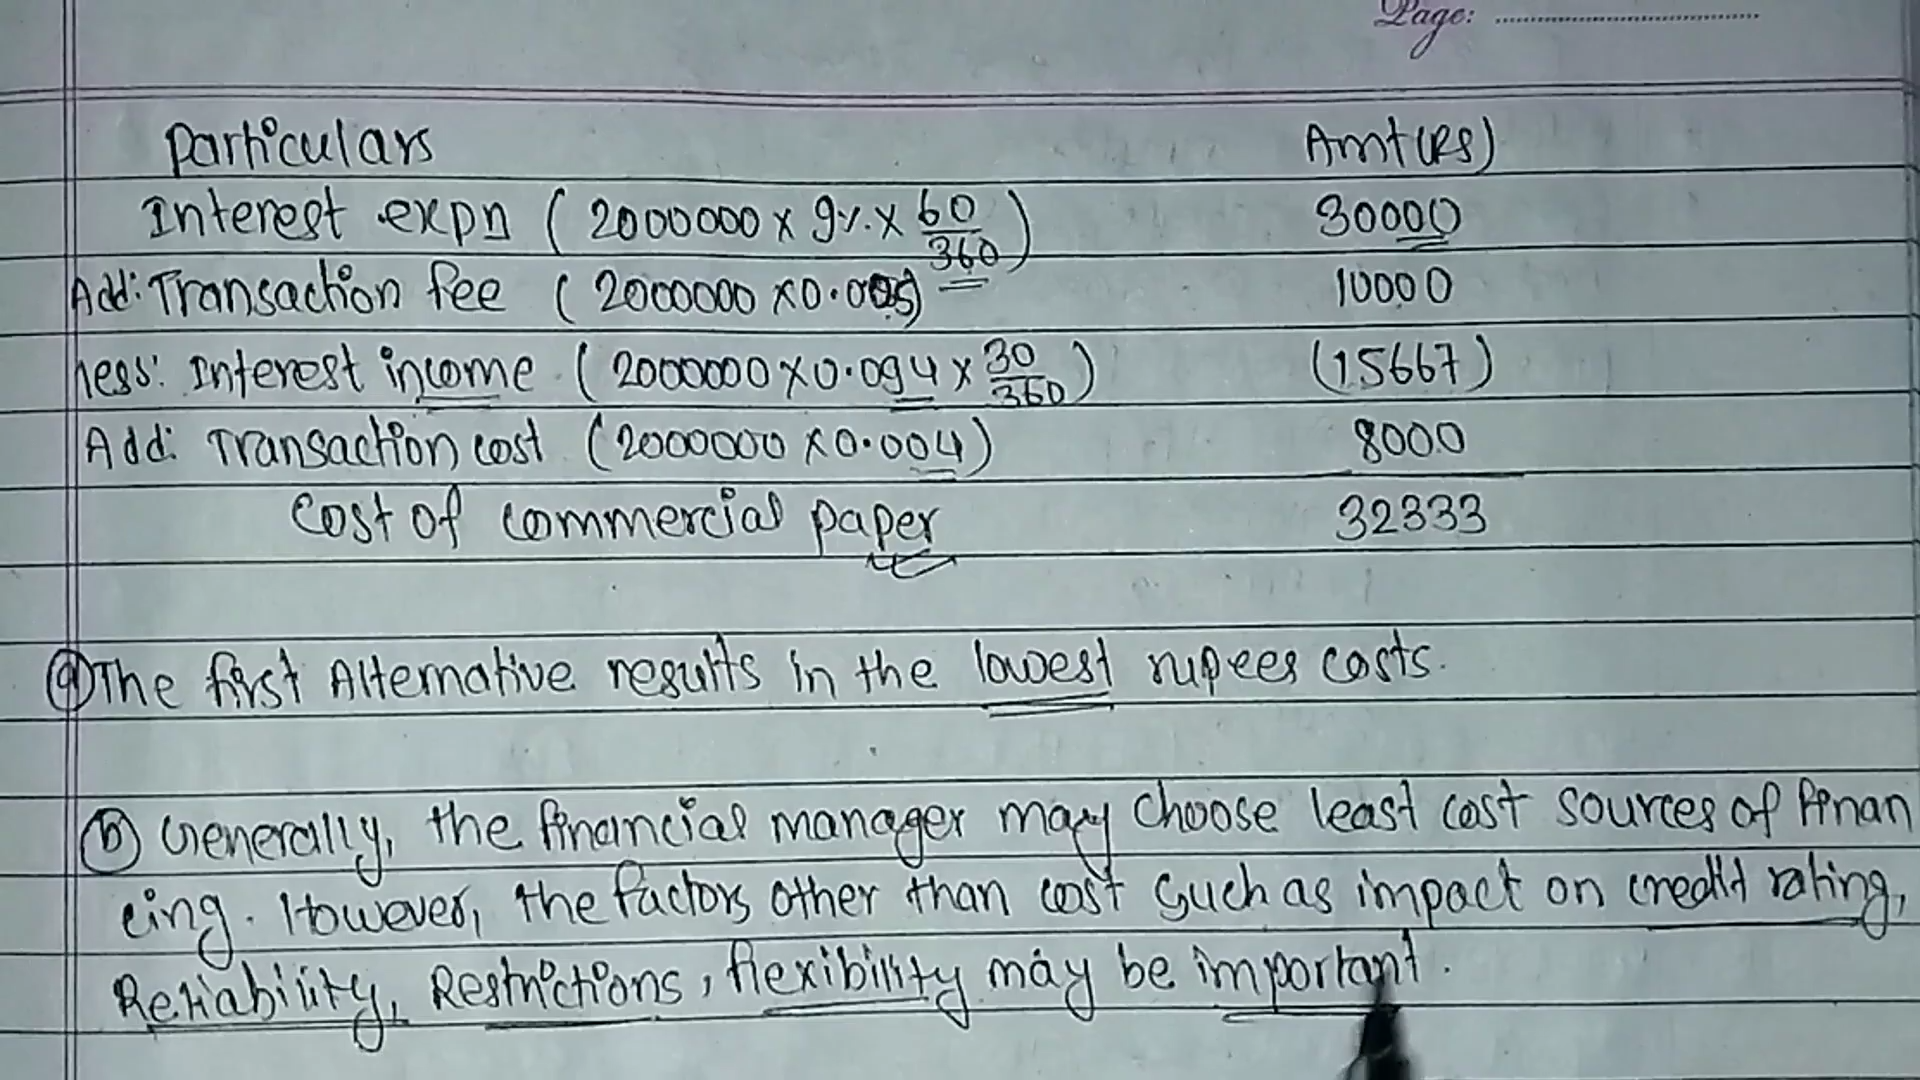 Page:
Particulars Amt(RS)
Interest expn (2000000 x 9% x 60/360) 30000
Add: Transaction fee (2000000 x 0.005) 10000
less: Interest income (2000000 x 0.094 x 30/360) (15667)
Add: Transaction cost (2000000 x 0.004) 8000
Cost of commercial paper 32333
(a) The first Alternative results in the lowest rupees costs.
(b) Generally, the financial manager may choose least cost sources of finan
cing. However, the factors other than cost such as impact on credit rating,
Reliability, Restrictions, flexibility may be important.